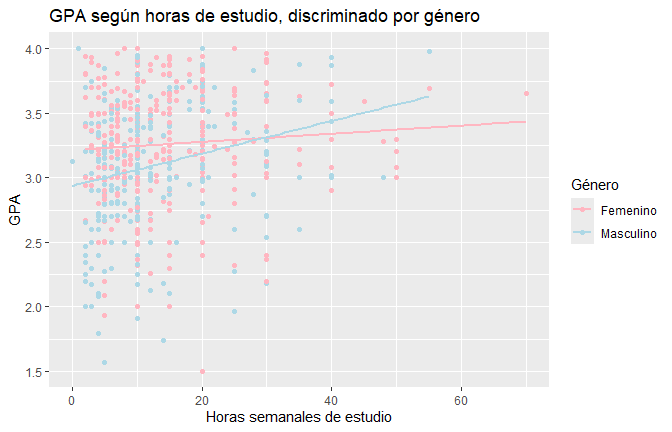 GPA según horas de estudio, discriminado por género
4.0
3.5
3.0
2.5
2.0
1.5
GPA
0
20
40
60
Horas semanales de estudio
Género
Femenino
Masculino